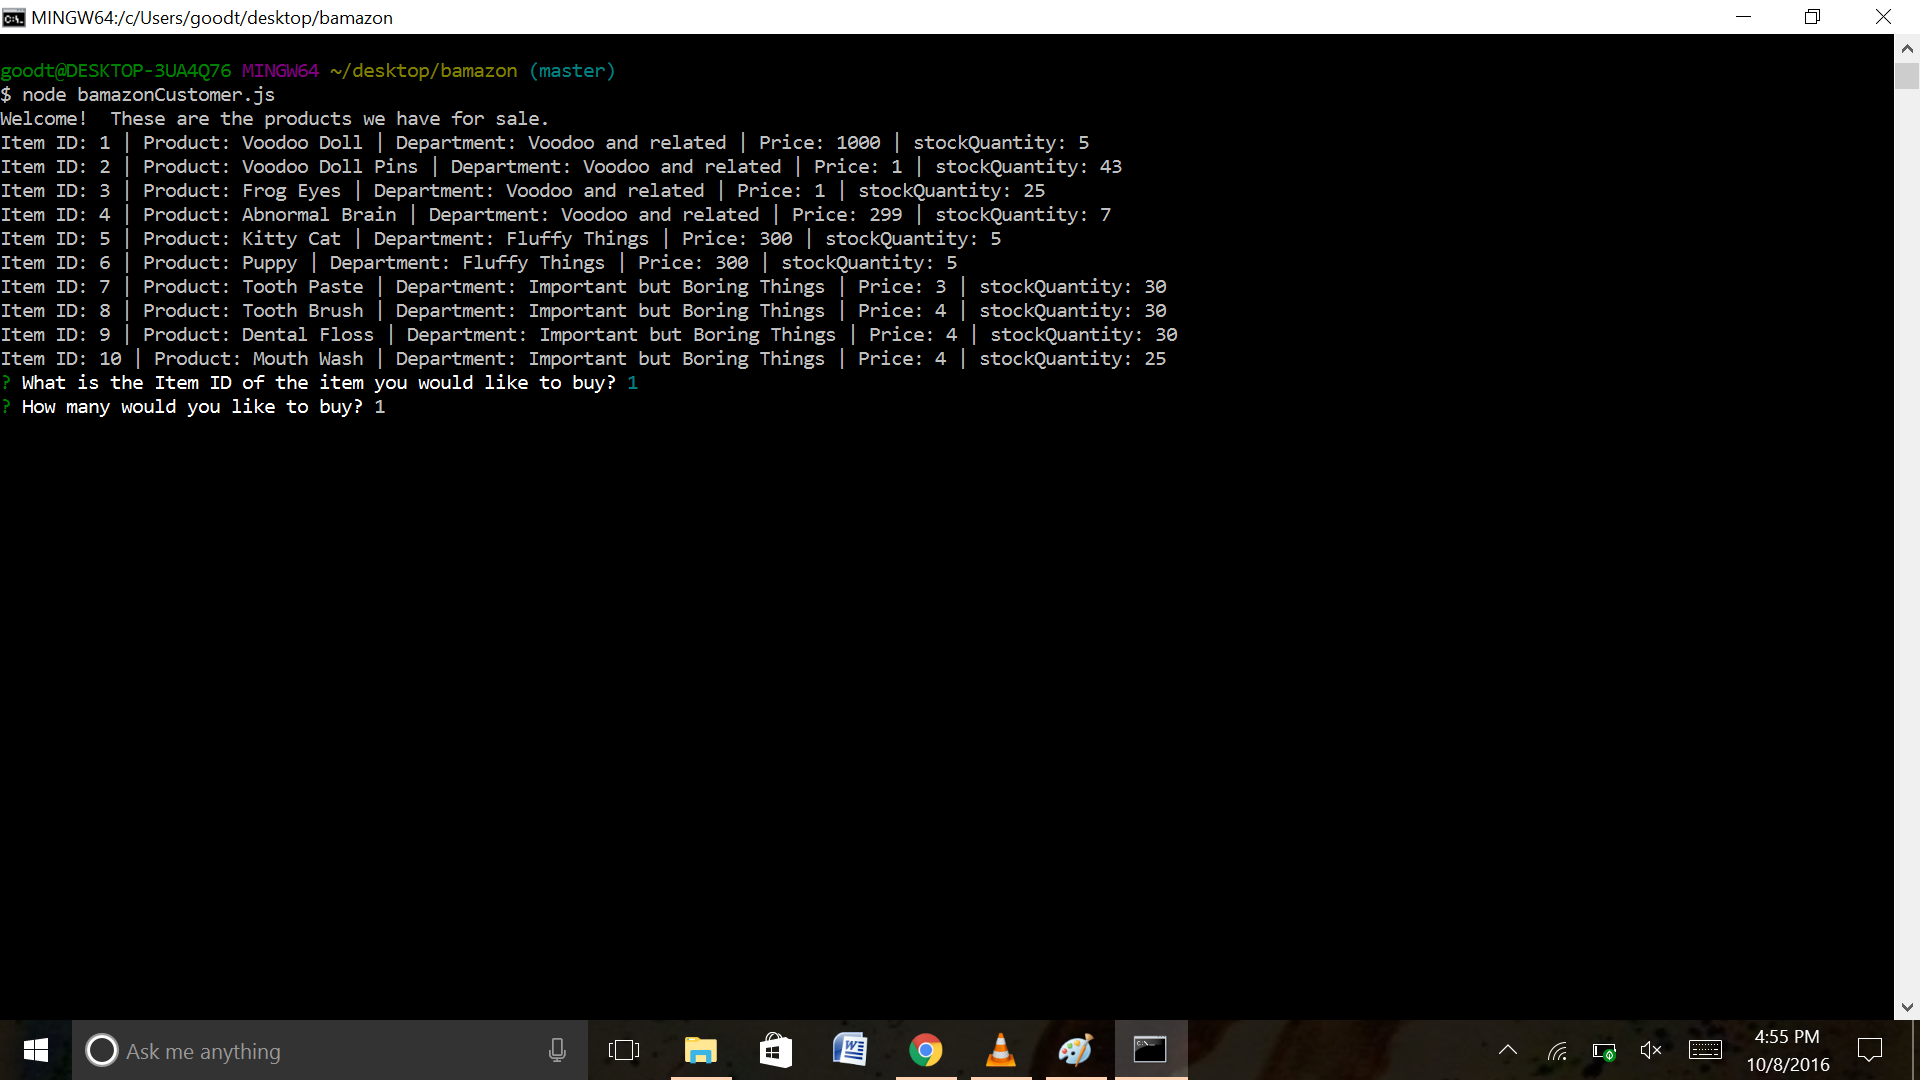 MINGW64:/c/Users/goodt/desktop/bamazon
goodt@DESKTOP-3UA4Q76 MINGW64 ~/desktop/bamazon (master)
$ node bamazonCustomer.js
Welcome!  These are the products we have for sale.
Item ID: 1 | Product: Voodoo Doll | Department: Voodoo and related | Price: 1000 | stockQuantity: 5
Item ID: 2 | Product: Voodoo Doll Pins | Department: Voodoo and related | Price: 1 | stockQuantity: 43
Item ID: 3 | Product: Frog Eyes | Department: Voodoo and related | Price: 1 | stockQuantity: 25
Item ID: 4 | Product: Abnormal Brain | Department: Voodoo and related | Price: 299 | stockQuantity: 7
Item ID: 5 | Product: Kitty Cat | Department: Fluffy Things | Price: 300 | stockQuantity: 5
Item ID: 6 | Product: Puppy | Department: Fluffy Things | Price: 300 | stockQuantity: 5
Item ID: 7 | Product: Tooth Paste | Department: Important but Boring Things | Price: 3 | stockQuantity: 30
Item ID: 8 | Product: Tooth Brush | Department: Important but Boring Things | Price: 4 | stockQuantity: 30
Item ID: 9 | Product: Dental Floss | Department: Important but Boring Things | Price: 4 | stockQuantity: 30
Item ID: 10 | Product: Mouth Wash | Department: Important but Boring Things | Price: 4 | stockQuantity: 25
? What is the Item ID of the item you would like to buy? 1
? How many would you like to buy? 1
Ask me anything
4:55 PM
10/8/2016